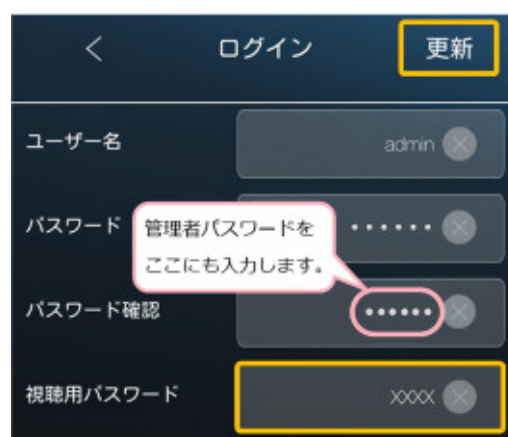 ＜ ログイン 更新
ユーザー名 admin
パスワード ••••••
管理者パスワードを
ここにも入力します。
パスワード確認 ••••••
視聴用パスワード xxxx